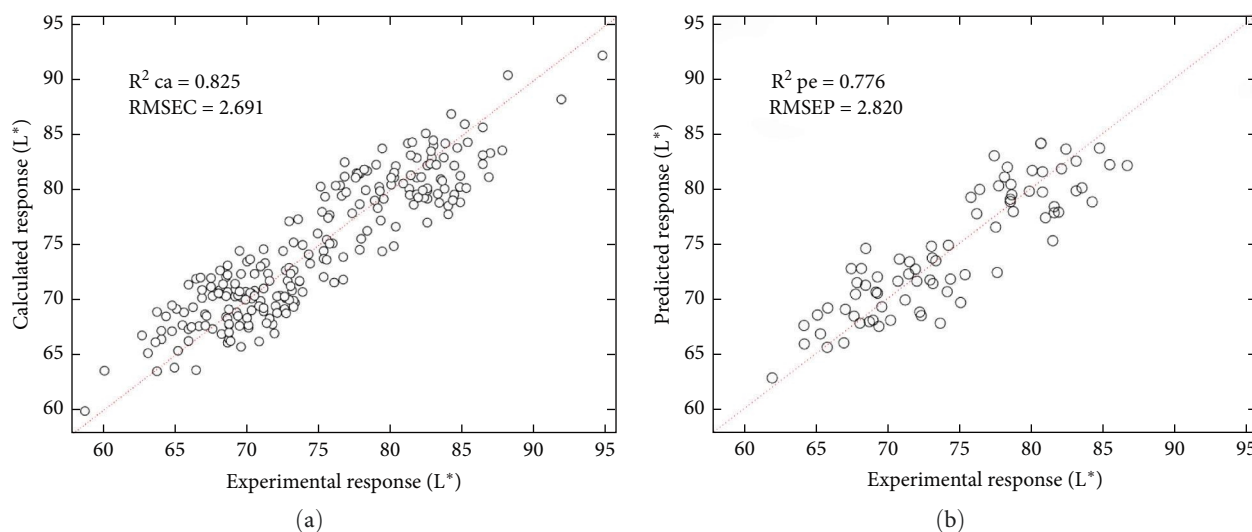 95
90
85
80
75
70
65
60
Calculated response (L*)
R² ca = 0.825
RMSEC = 2.691
60 65 70 75 80 85 90 95
Experimental response (L*)
(a)
95
90
85
80
75
70
65
60
Predicted response (L*)
R² pe = 0.776
RMSEP = 2.820
60 65 70 75 80 85 90 95
Experimental response (L*)
(b)